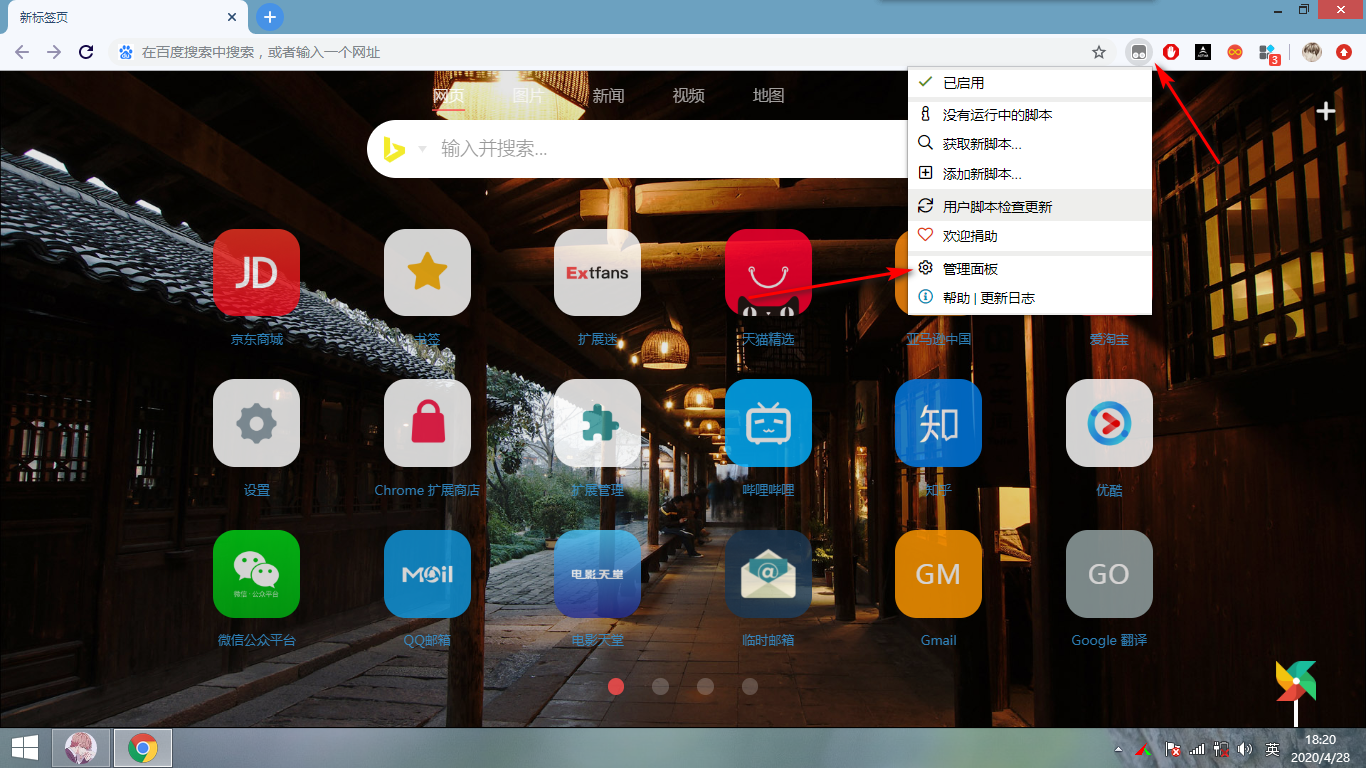 新标签页
在百度搜索中搜索，或者输入一个网址
3
网页 图片 新闻 视频 地图
输入并搜索...
已启用
没有运行中的脚本
获取新脚本...
添加新脚本...
用户脚本检查更新
欢迎捐助
管理面板
帮助 | 更新日志
JD
Extfans
京东商城 书签 扩展迷 天猫精选 亚马逊中国 爱淘宝
知
设置 Chrome 扩展商店 扩展管理 哔哩哔哩 知乎 优酷
微信·公众平台
Mail
电影天堂
@
GM
GO
微信公众平台 QQ邮箱 电影天堂 临时邮箱 Gmail Google 翻译
英
18:20
2020/4/28